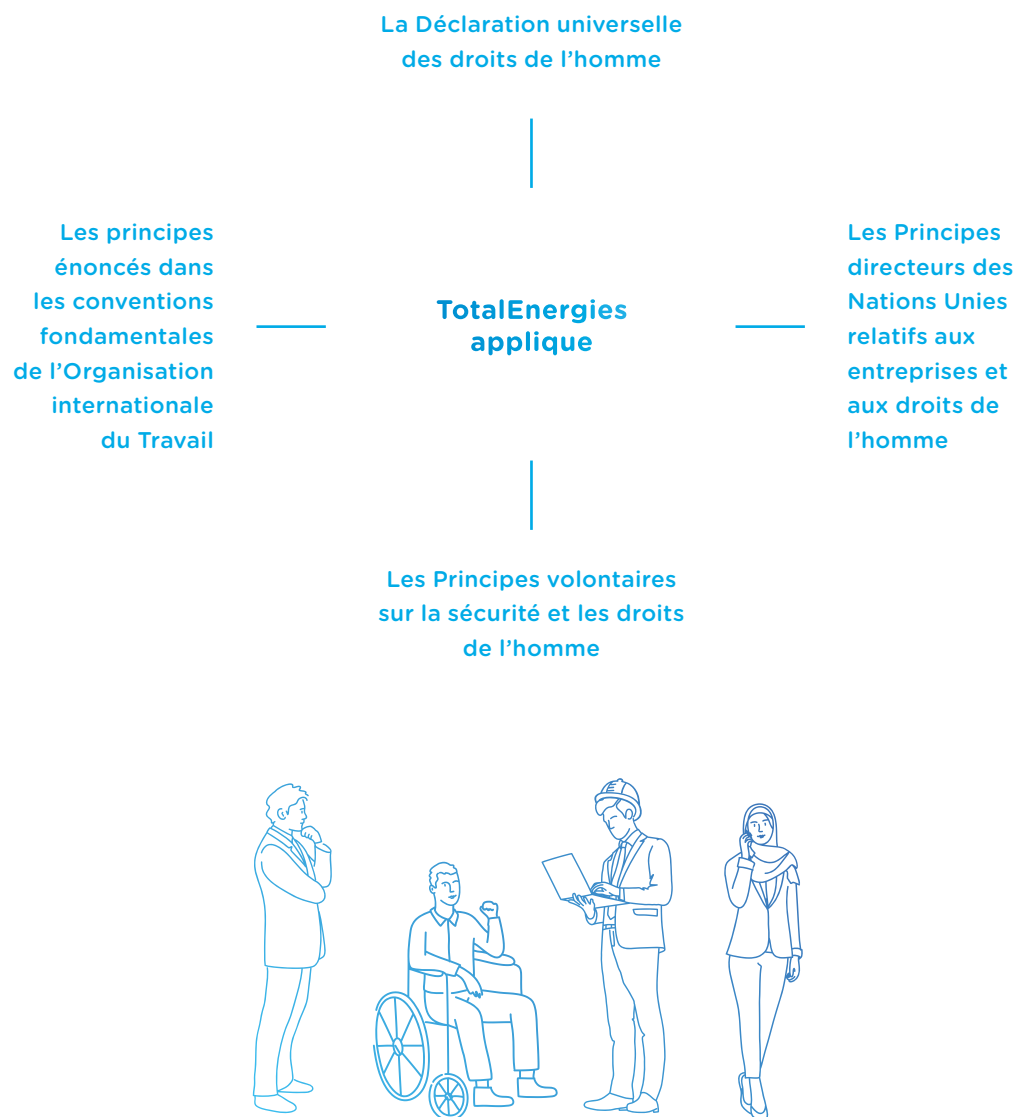 La Déclaration universelle
des droits de l’homme
Les principes
énoncés dans
les conventions
fondamentales
de l’Organisation
internationale
du Travail
TotalEnergies
applique
Les Principes
directeurs des
Nations Unies
relatifs aux
entreprises et
aux droits de
l’homme
Les Principes volontaires
sur la sécurité et les droits
de l’homme